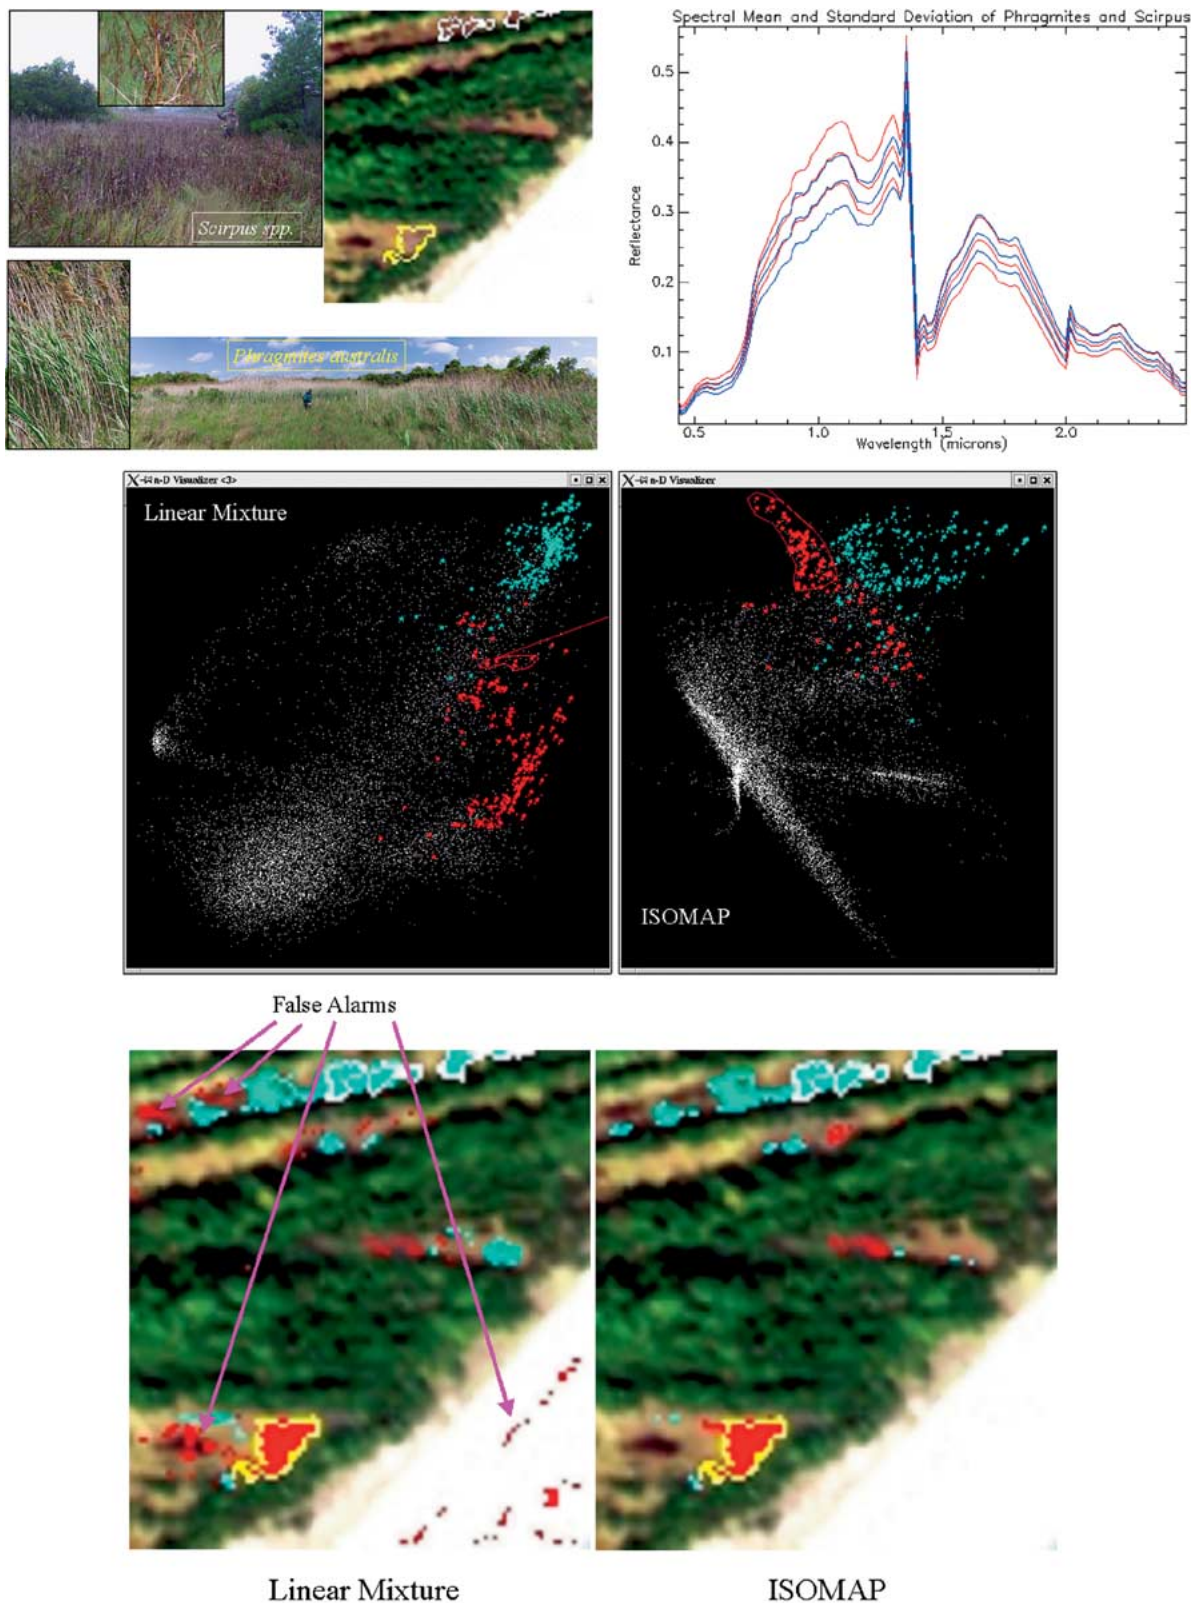 Scirpus spp.
Phragmites australis
Spectral Mean and Standard Deviation of Phragmites and Scirpus
Reflectance
0.5
0.4
0.3
0.2
0.1
0.5
1.0
1.5
2.0
Wavelength (microns)
n-D Visualizer <3>
Linear Mixture
n-D Visualizer
ISOMAP
False Alarms
Linear Mixture
ISOMAP